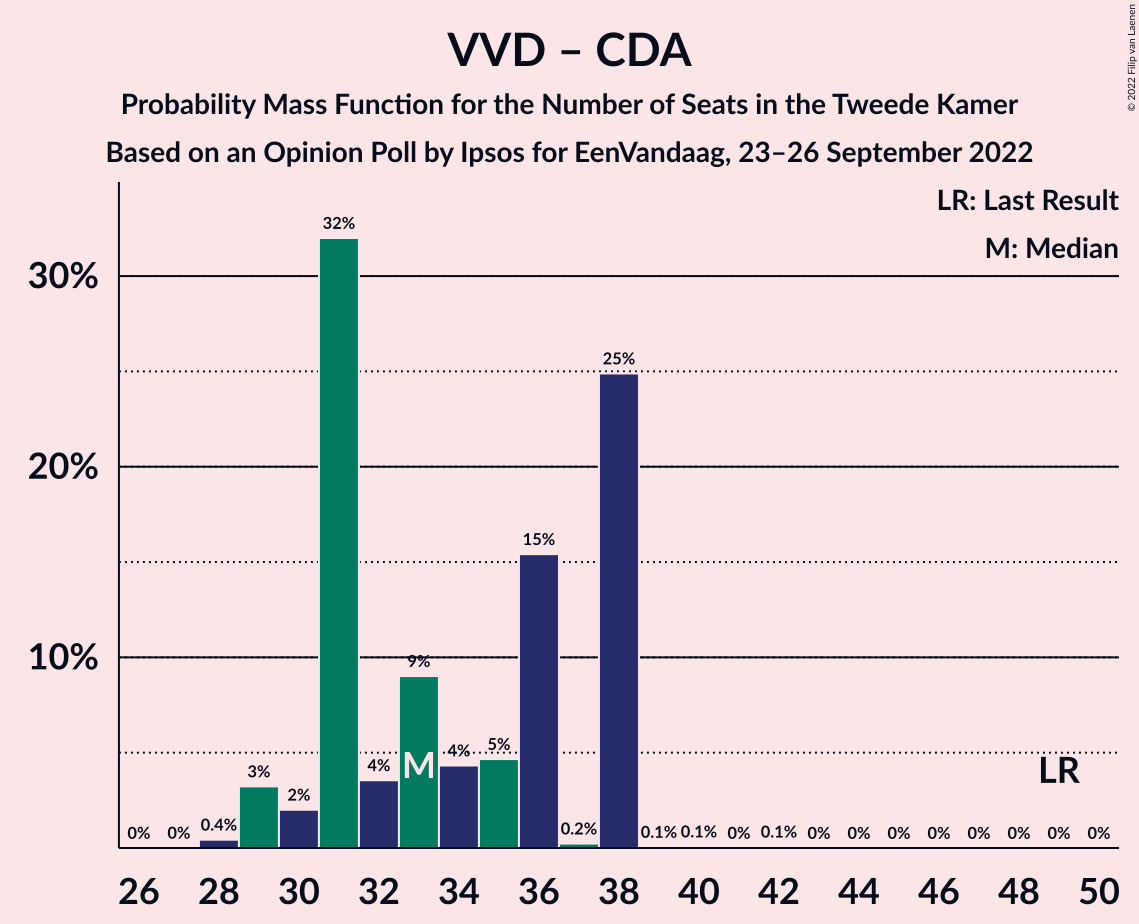 VVD – CDA
Probability Mass Function for the Number of Seats in the Tweede Kamer
Based on an Opinion Poll by Ipsos for EenVandaag, 23–26 September 2022
© 2022 Filip van Laenen
LR: Last Result
M: Median
30%
20%
10%
0% 0% 0.4% 3% 2% 32% 4% 9% 4% 5% 15% 0.2% 25% 0.1% 0.1% 0% 0.1% 0% 0% 0% 0% 0% 0% 0% 0%
M
LR
26 28 30 32 34 36 38 40 42 44 46 48 50